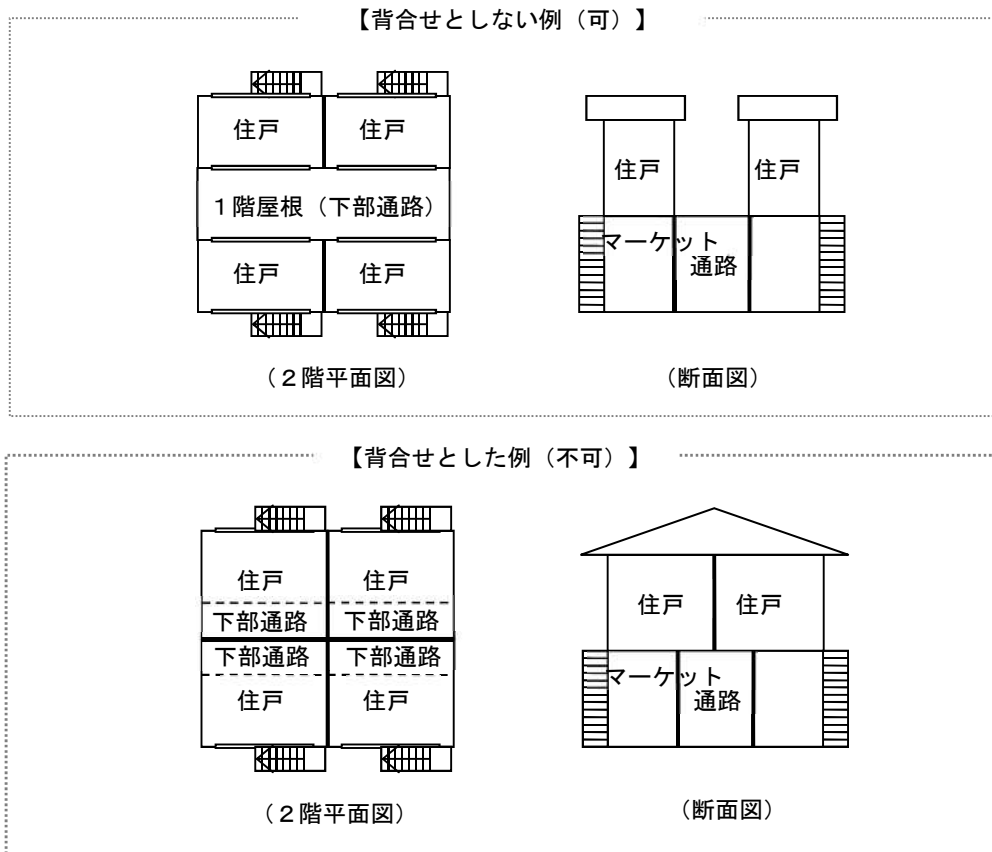 【背合せとしない例（可）】
住戸 住戸
１階屋根（下部通路）
住戸 住戸
（２階平面図）
住戸 住戸
マーケット
通路
（断面図）
【背合せとした例（不可）】
住戸 住戸
下部通路 下部通路
下部通路 下部通路
住戸 住戸
（２階平面図）
住戸 住戸
マーケット
通路
（断面図）